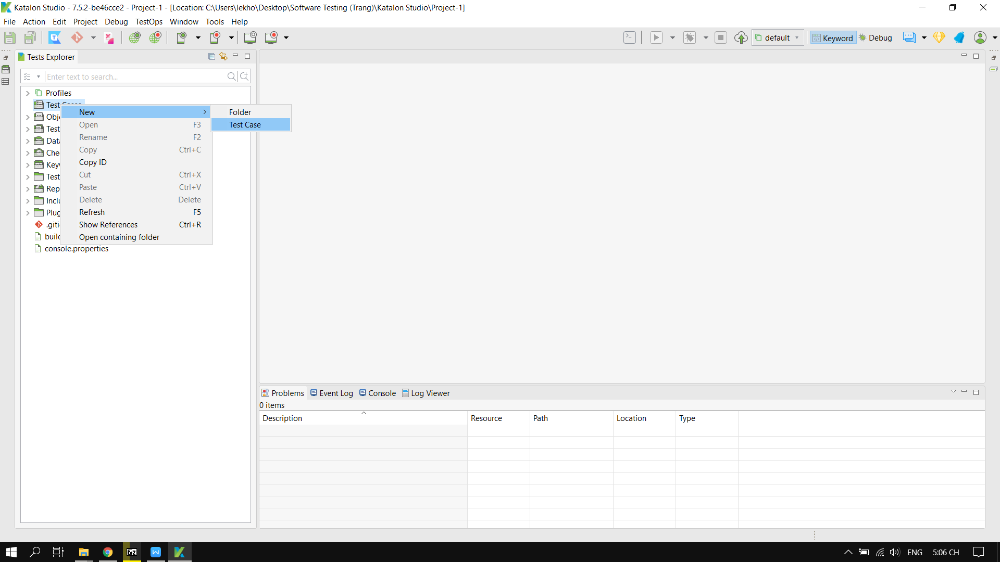 Katalon Studio - 7.5.2-be46cce2 - Project-1 - [Location: C:\Users\lekho\Desktop\Software Testing (Trang)\Katalon Studio\Project-1]
File Action Edit Project Debug TestOps Window Tools Help
default Keyword Debug
Tests Explorer
Enter text to search...
Profiles
Test Cases
New
Folder
Obj
Open F3
Test Case
Test
Rename F2
Data
Copy Ctrl+C
Che
Copy ID
Keyw
Cut Ctrl+X
Test
Paste Ctrl+V
Rep
Delete Delete
Inclu
Refresh F5
Plug
Show References Ctrl+R
.giti
Open containing folder
build
console.properties
Problems Event Log Console Log Viewer
0 items
Description Resource Path Location Type
ENG 5:06 CH